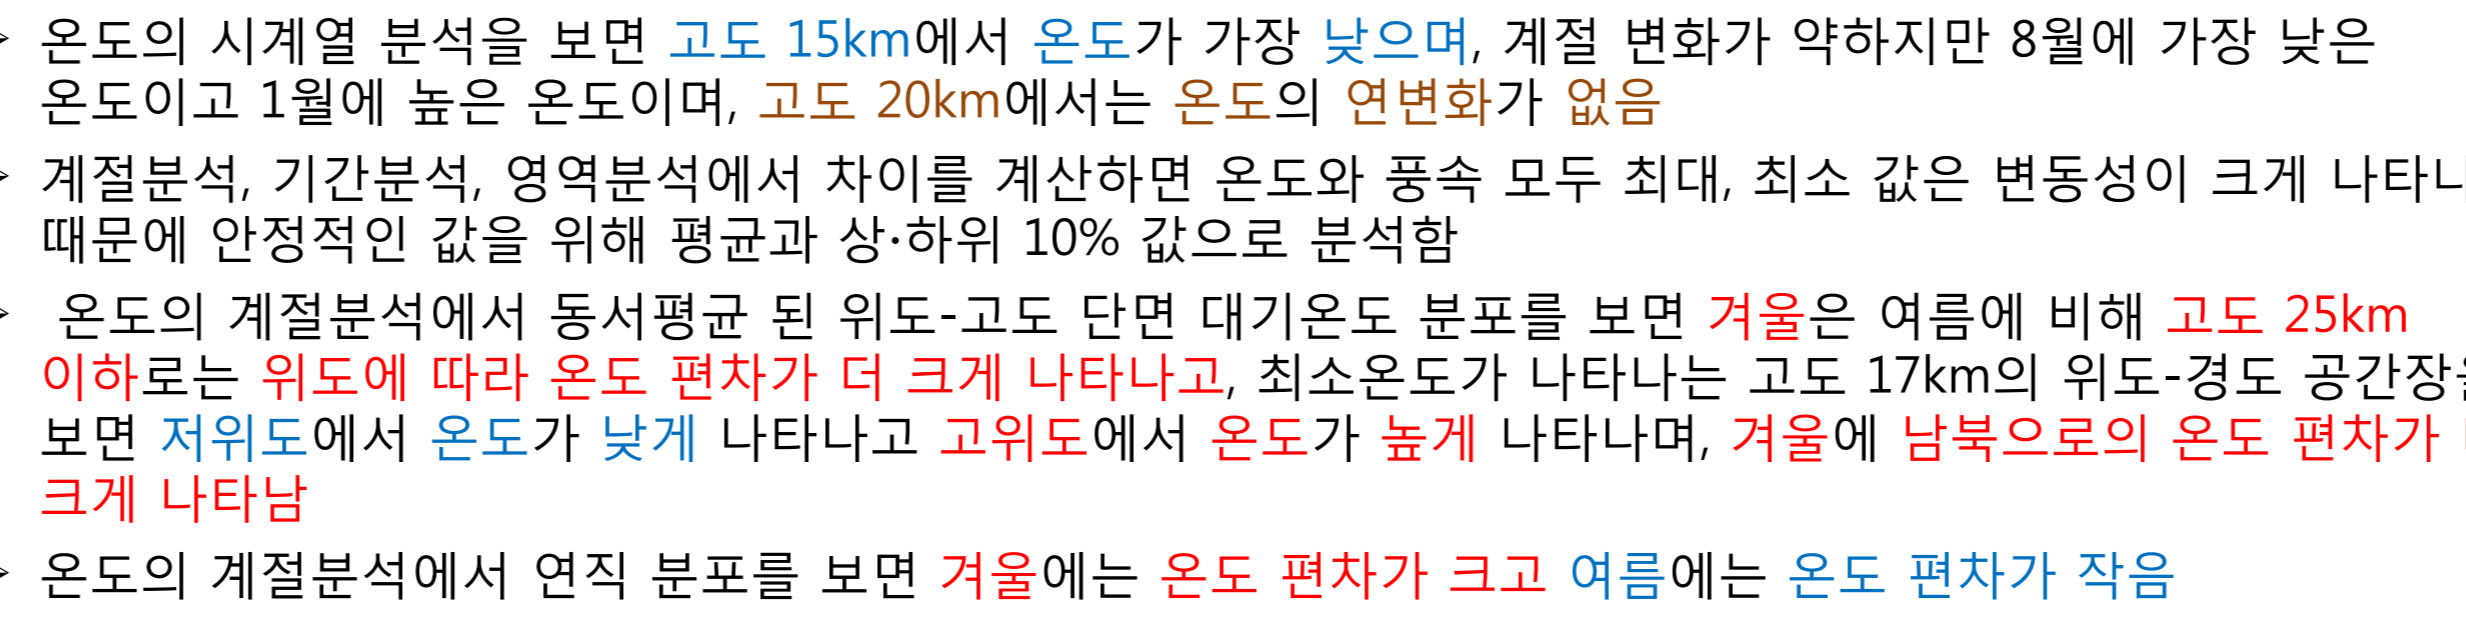 온도의 시계열 분석을 보면 고도 15km에서 온도가 가장 낮으며, 계절 변화가 약하지만 8월에 가장 낮은
온도이고 1월에 높은 온도이며, 고도 20km에서는 온도의 연변화가 없음
계절분석, 기간분석, 영역분석에서 차이를 계산하면 온도와 풍속 모두 최대, 최소 값은 변동성이 크게
때문에 안정적인 값을 위해 평균과 상·하위 10% 값으로 분석함
온도의 계절분석에서 동서평균 된 위도-고도 단면 대기온도 분포를 보면 겨울은 여름에 비해 고도 25km
이하로는 위도에 따라 온도 편차가 더 크게 나타나고, 최소온도가 나타나는 고도 17km의 위도-경도 공간장을
보면 저위도에서 온도가 낮게 나타나고 고위도에서 온도가 높게 나타나며, 겨울에 남북으로의 온도 편차가
크게 나타남
온도의 계절분석에서 연직 분포를 보면 겨울에는 온도 편차가 크고 여름에는 온도 편차가 작음